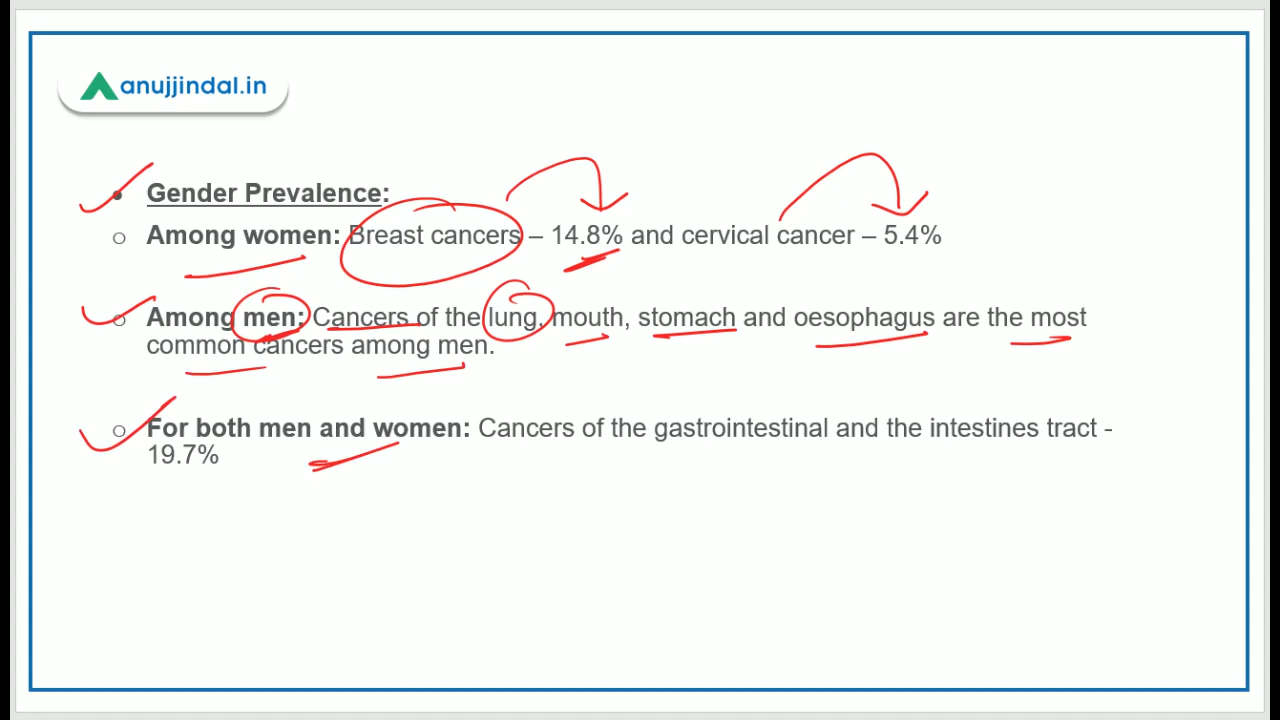 anujjindal.in
• Gender Prevalence:
○ Among women: Breast cancers – 14.8% and cervical cancer – 5.4%
○ Among men: Cancers of the lung, mouth, stomach and oesophagus are the most
common cancers among men.
○ For both men and women: Cancers of the gastrointestinal and the intestines tract -
19.7%